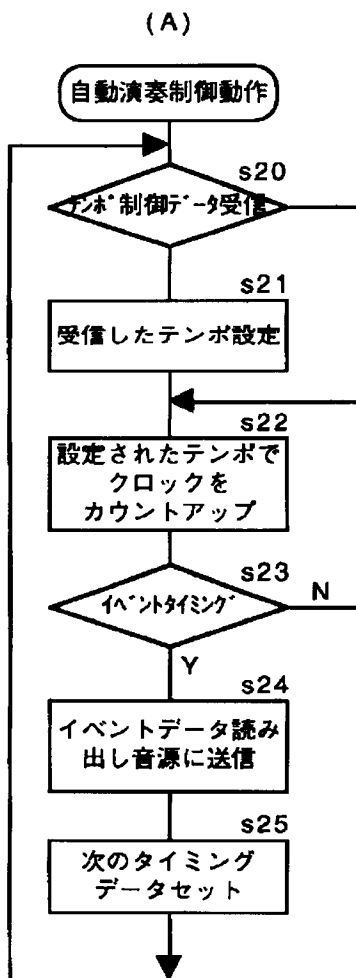 (A)
自動演奏制御動作
s20
テンポ制御データ受信
s21
受信したテンポ設定
s22
設定されたテンポで
クロックを
カウントアップ
s23
イベントタイミング
N
Y
s24
イベントデータ読み
出し音源に送信
s25
次のタイミング
データセット